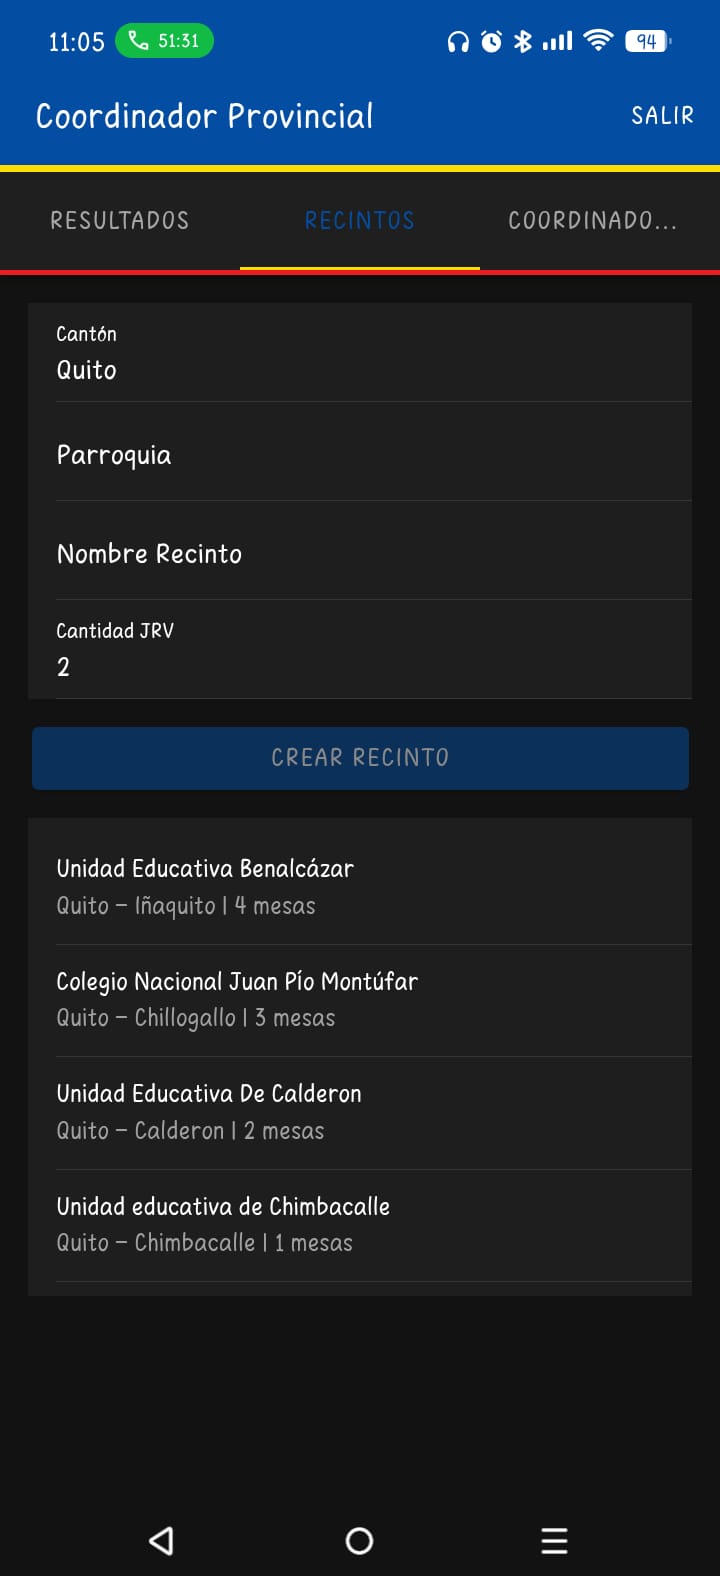 11:05 51:31 94
Coordinador Provincial SALIR
RESULTADOS RECINTOS COORDINADO...
Cantón
Quito
Parroquia
Nombre Recinto
Cantidad JRV
2
CREAR RECINTO
Unidad Educativa Benalcázar
Quito – Iñaquito | 4 mesas
Colegio Nacional Juan Pío Montúfar
Quito – Chillogallo | 3 mesas
Unidad Educativa De Calderon
Quito – Calderon | 2 mesas
Unidad educativa de Chimbacalle
Quito – Chimbacalle | 1 mesas